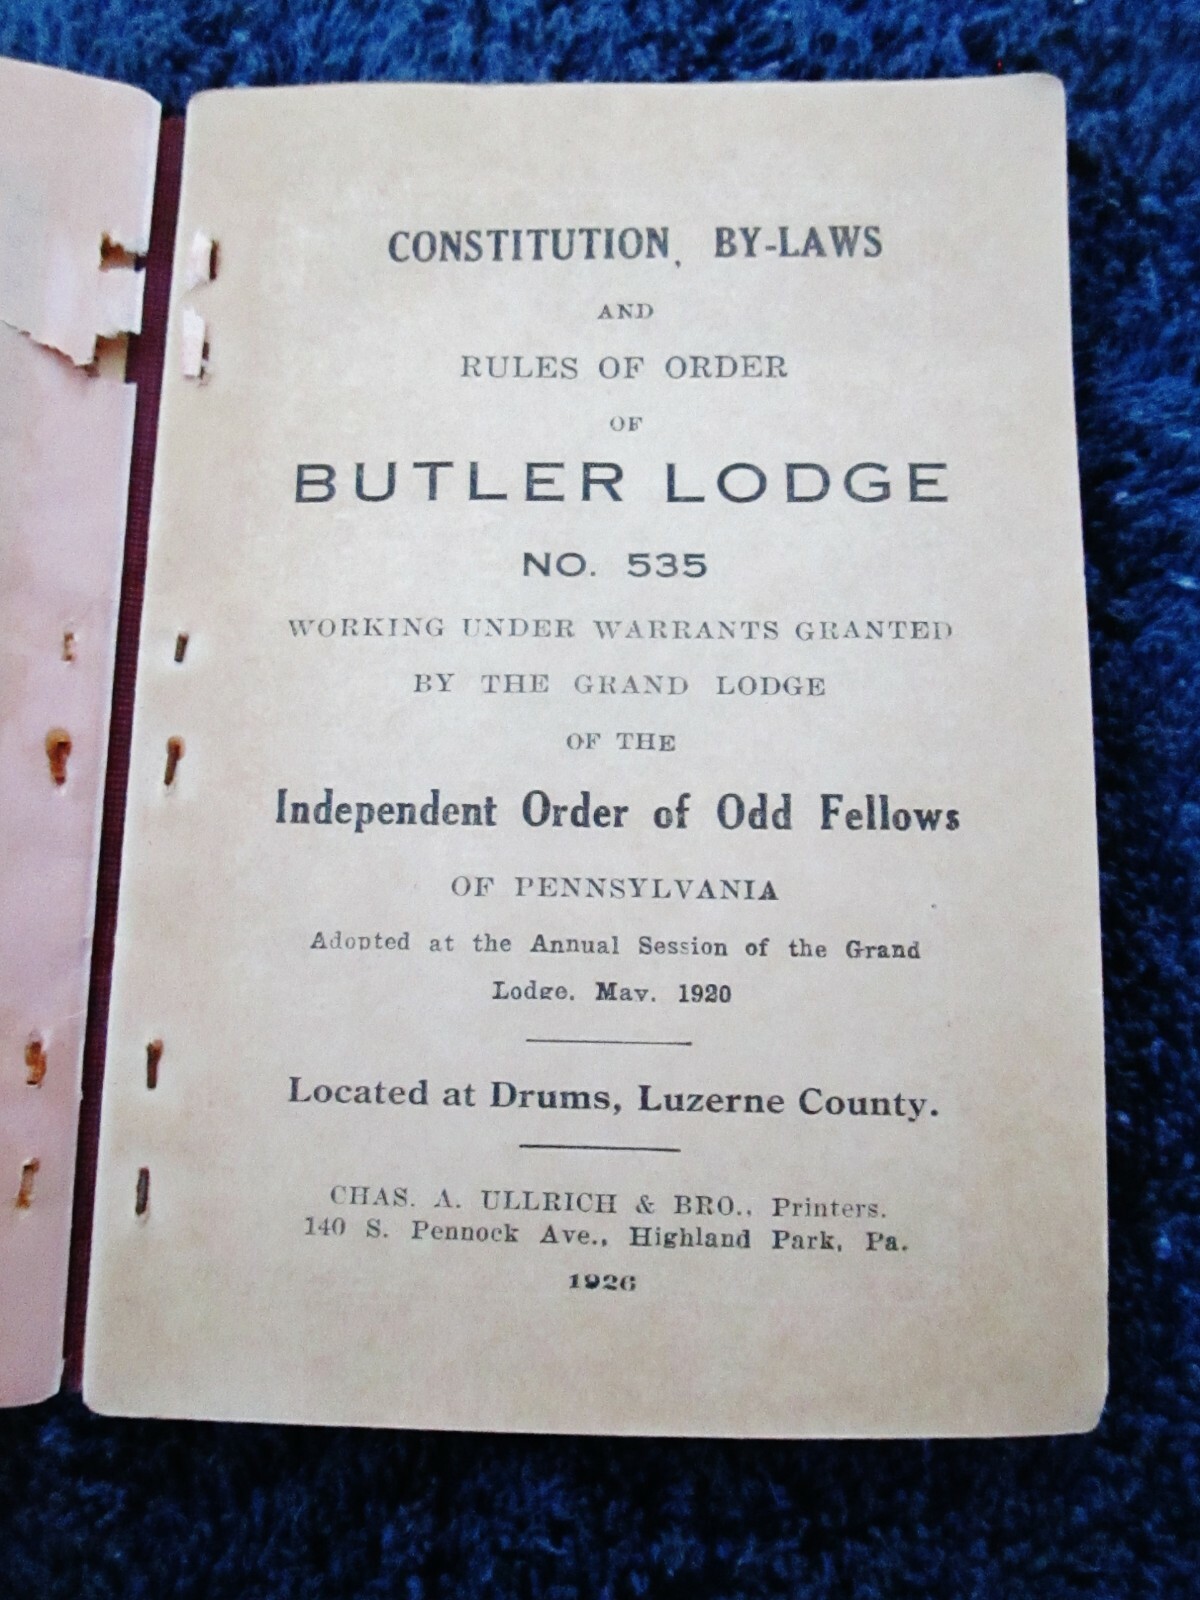 CONSTITUTION, BY-LAWS
AND
RULES OF ORDER
OF
BUTLER LODGE
NO. 535
WORKING UNDER WARRANTS GRANTED
BY THE GRAND LODGE
OF THE
Independent Order of Odd Fellows
OF PENNSYLVANIA
Adopted at the Annual Session of the Grand
Lodge, May, 1920
Located at Drums, Luzerne County.
CHAS. A. ULLRICH & BRO., Printers.
140 S. Pennock Ave., Highland Park, Pa.
1926